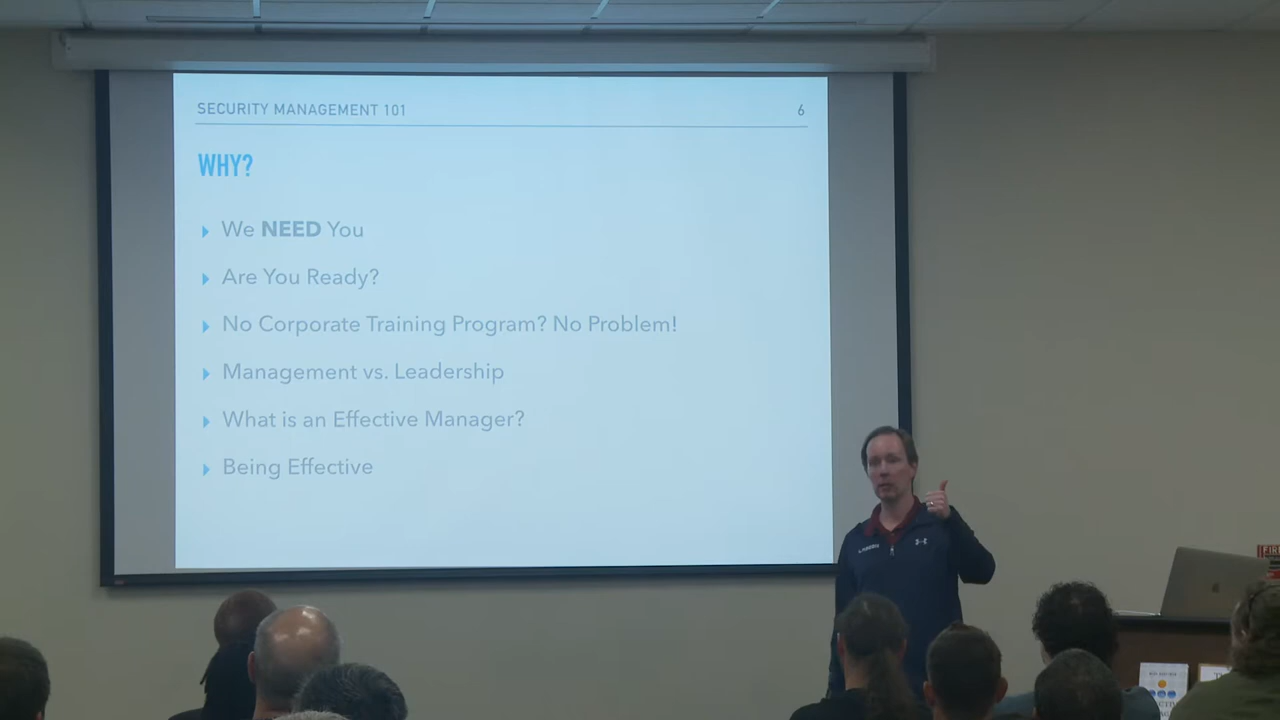 SECURITY MANAGEMENT 101
6
WHY?
We NEED You
Are You Ready?
No Corporate Training Program? No Problem!
Management vs. Leadership
What is an Effective Manager?
Being Effective